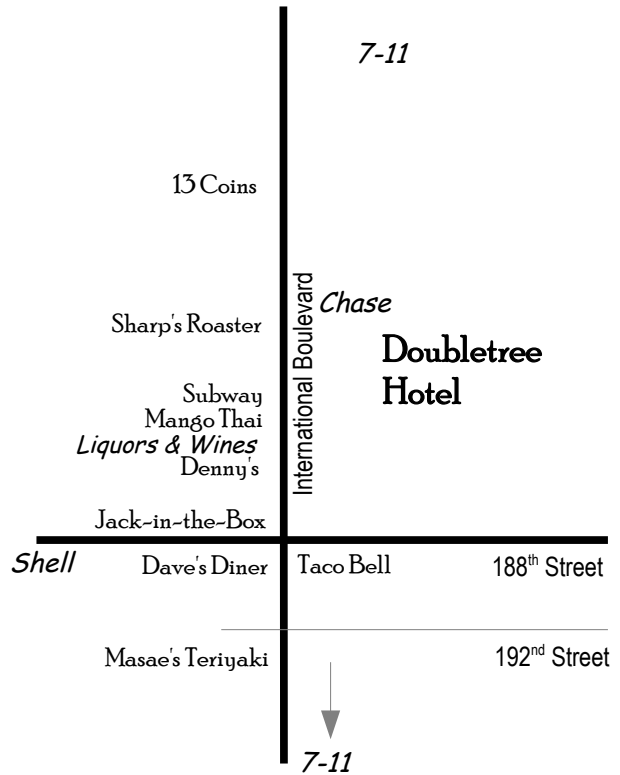 7-11
13 Coins
International Boulevard
Chase
Sharp's Roaster
Doubletree
Hotel
Subway
Mango Thai
Liquors & Wines
Denny's
Jack-in-the-Box
Shell
Dave's Diner
Taco Bell
188th Street
Masae's Teriyaki
192nd Street
7-11